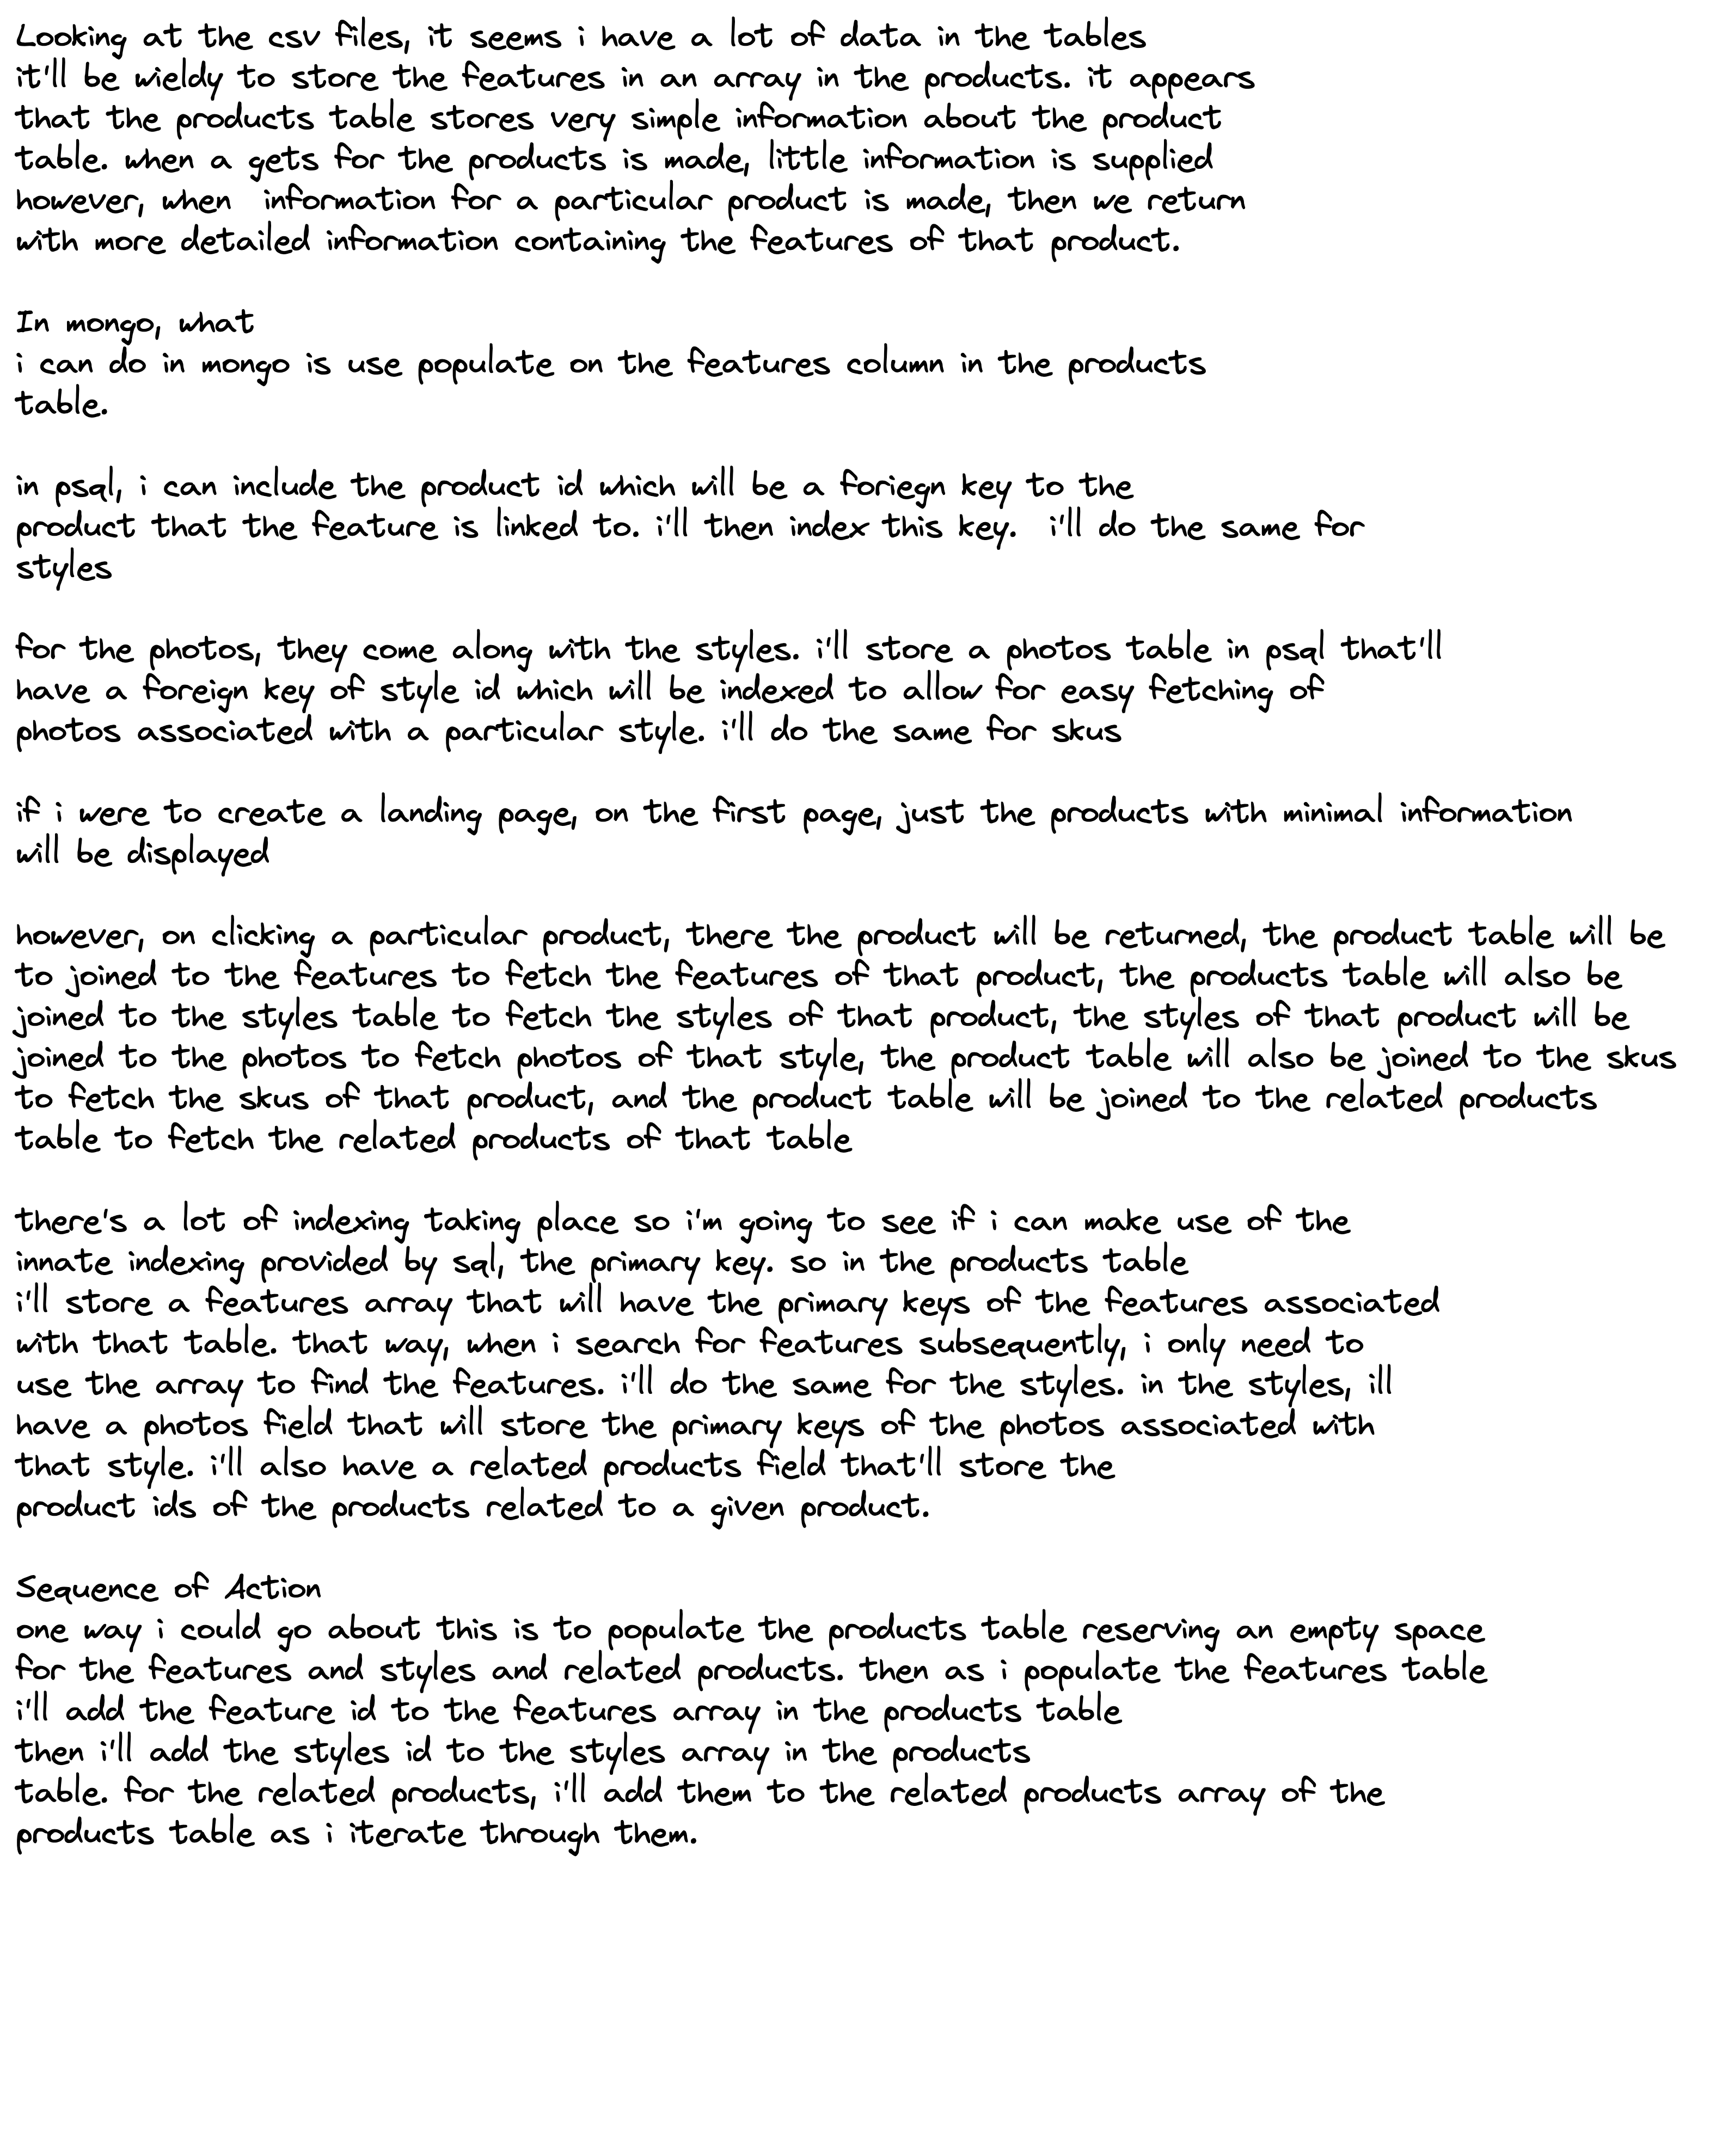 Looking at the csv files, it seems i have a lot of data in the tables
it'll be wieldy to store the features in an array in the products. it appears
that the products table stores very simple information about the product
table. when a gets for the products is made, little information is supplied
however, when  information for a particular product is made, then we return
with more detailed information containing the features of that product.

In mongo, what
i can do in mongo is use populate on the features column in the products
table.

in psql, i can include the product id which will be a foriegn key to the
product that the feature is linked to. i'll then index this key.  i'll do the same for
styles

for the photos, they come along with the styles. i'll store a photos table in psql that'll
have a foreign key of style id which will be indexed to allow for easy fetching of
photos associated with a particular style. i'll do the same for skus

if i were to create a landing page, on the first page, just the products with minimal information
will be displayed

however, on clicking a particular product, there the product will be returned, the product table will be
to joined to the features to fetch the features of that product, the products table will also be
joined to the styles table to fetch the styles of that product, the styles of that product will be
joined to the photos to fetch photos of that style, the product table will also be joined to the skus
to fetch the skus of that product, and the product table will be joined to the related products
table to fetch the related products of that table

there's a lot of indexing taking place so i'm going to see if i can make use of the
innate indexing provided by sql, the primary key. so in the products table
i'll store a features array that will have the primary keys of the features associated
with that table. that way, when i search for features subsequently, i only need to
use the array to find the features. i'll do the same for the styles. in the styles, ill
have a photos field that will store the primary keys of the photos associated with
that style. i'll also have a related products field that'll store the
product ids of the products related to a given product.

Sequence of Action
one way i could go about this is to populate the products table reserving an empty space
for the features and styles and related products. then as i populate the features table
i'll add the feature id to the features array in the products table
then i'll add the styles id to the styles array in the products
table. for the related products, i'll add them to the related products array of the
products table as i iterate through them.